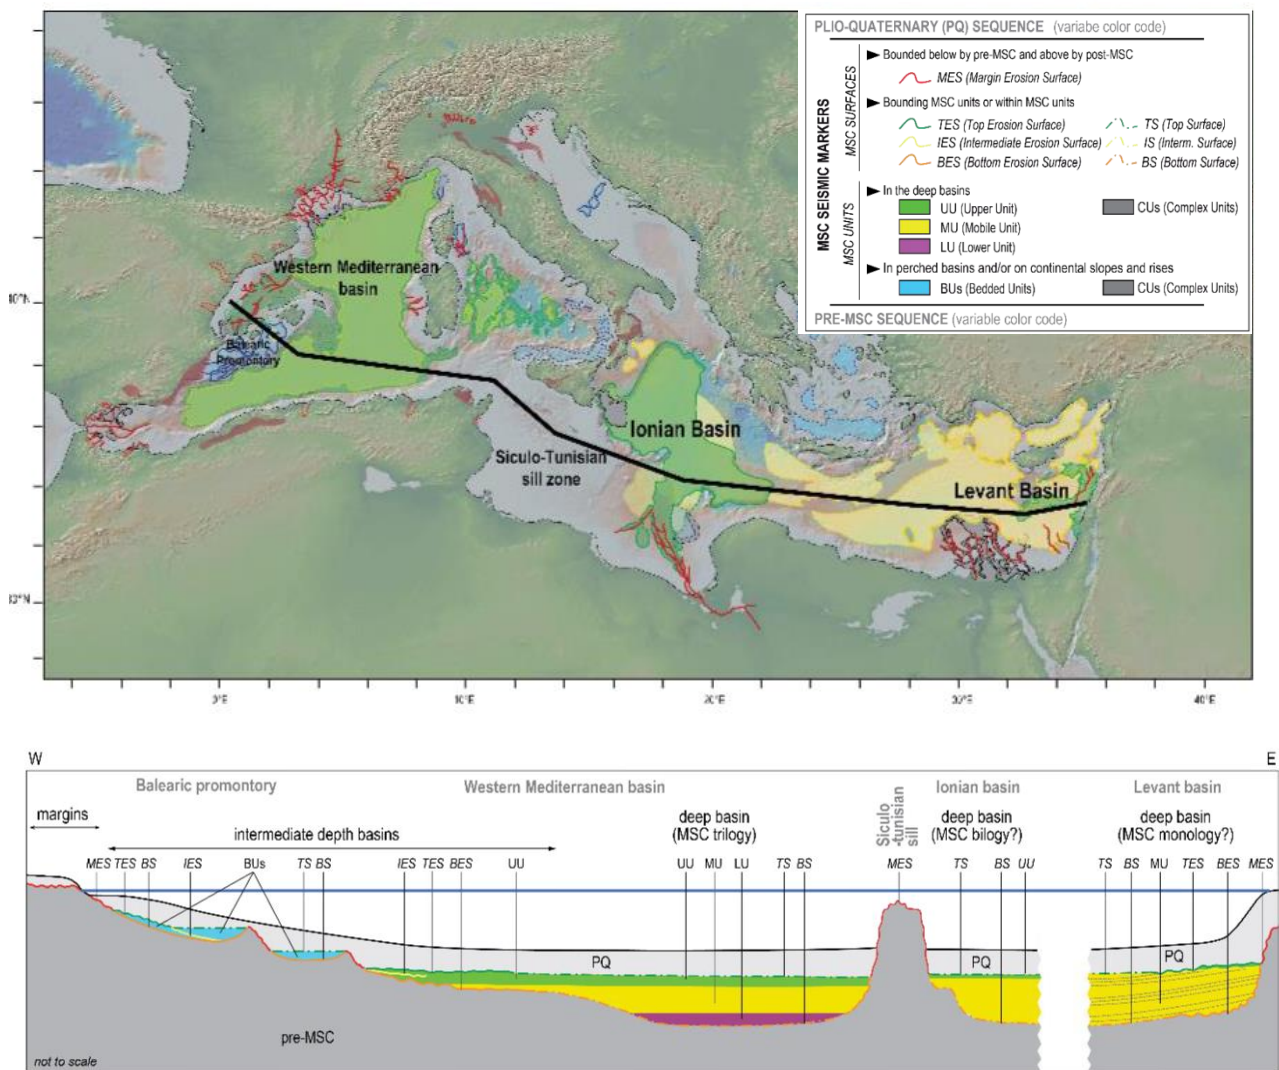 PLIO-QUATERNARY (PQ) SEQUENCE (variabe color code)
MSC SEISMIC MARKERS
MSC SURFACES
Bounded below by pre-MSC and above by post-MSC
MES (Margin Erosion Surface)
Bounding MSC units or within MSC units
TES (Top Erosion Surface) TS (Top Surface)
IES (Intermediate Erosion Surface) IS (Interm. Surface)
BES (Bottom Erosion Surface) BS (Bottom Surface)
MSC UNITS
In the deep basins
UU (Upper Unit) CUs (Complex Units)
MU (Mobile Unit)
LU (Lower Unit)
In perched basins and/or on continental slopes and rises
BUs (Bedded Units) CUs (Complex Units)
PRE-MSC SEQUENCE (variable color code)
Western Mediterranean
basin
Balearic
Promontory
Ionian Basin
Siculo-Tunisian
sill zone
Levant Basin
10°E
20°E
40°E
W E
Balearic promontory Western Mediterranean basin Siculo
-tunisian
sill Ionian basin Levant basin
margins
intermediate depth basins
deep basin
(MSC trilogy)
deep basin
(MSC bilogy?)
deep basin
(MSC monology?)
MES TES BS IES BUs TS BS IES TES BES UU UU MU LU TS BS MES TS BS UU TS BS MU TES BES MES
PQ PQ PQ
pre-MSC
not to scale